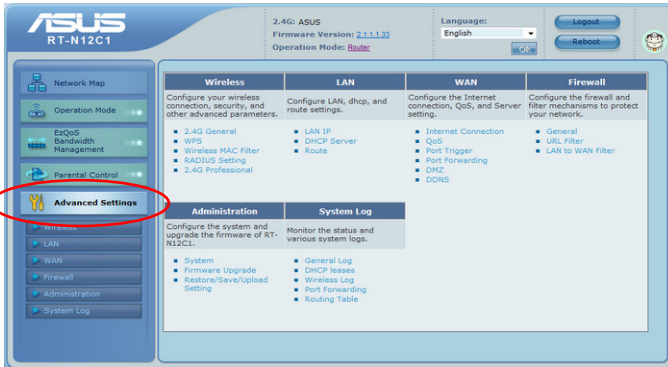 ASUS
RT-N12C1
2.4G: ASUS
Firmware Version: 2.1.1.1.33
Operation Mode: Router
Language:
English
OK
Logout
Reboot
Network Map
Operation Mode
EzQoS
Bandwidth
Management
Parental Control
Advanced Settings
Wireless
LAN
WAN
Firewall
Administration
System Log
Wireless
Configure your wireless
connection, security, and
other advanced parameters.
2.4G General
WPS
Wireless MAC Filter
RADIUS Setting
2.4G Professional
LAN
Configure LAN, dhcp, and
route settings.
LAN IP
DHCP Server
Route
WAN
Configure the Internet
connection, QoS, and Server
setting.
Internet Connection
QoS
Port Trigger
Port Forwarding
DMZ
DDNS
Firewall
Configure the firewall and
filter mechanisms to protect
your network.
General
URL Filter
LAN to WAN Filter
Administration
Configure the system and
upgrade the firmware of RT-
N12C1.
System
Firmware Upgrade
Restore/Save/Upload
Setting
System Log
Monitor the status and
various system logs.
General Log
DHCP leases
Wireless Log
Port Forwarding
Routing Table